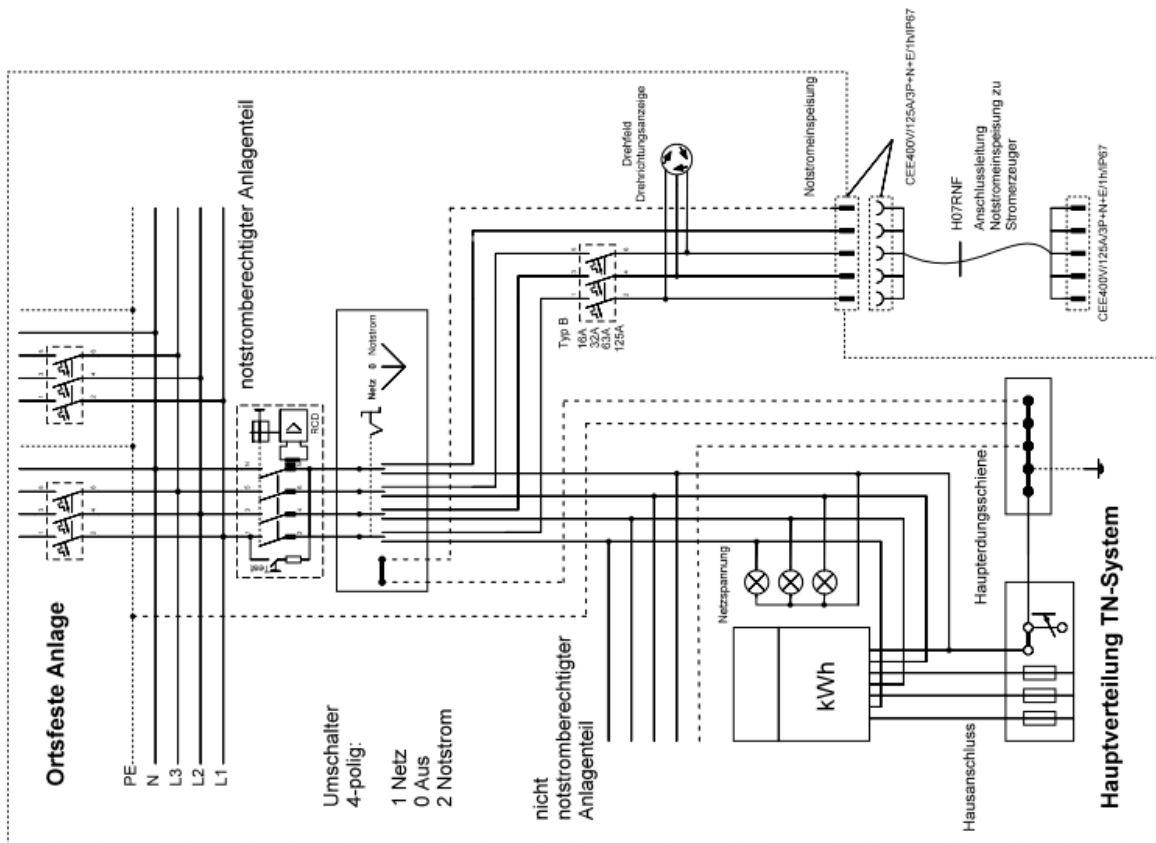 Ortsfeste Anlage
PE
N
L3
L2
L1
notstromberechtigter Anlagenteil
Test
RCD
Umschalter
4-polig:
1 Netz
0 Aus
2 Notstrom
Netz 0 Notstrom
Typ B
16A
32A
63A
125A
Drehfeld
Drehrichtungsanzeige
Notstromeinspeisung
CEE400V/125A/3P+N+E/1h/IP67
H07RNF
Anschlussleitung
Notstromeinspeisung zu
Stromerzeuger
CEE400V/125A/3P+N+E/1h/IP67
nicht
notstromberechtigter
Anlagenteil
Netzspannung
kWh
Haupterdungsschiene
Hausanschluss
Hauptverteilung TN-System